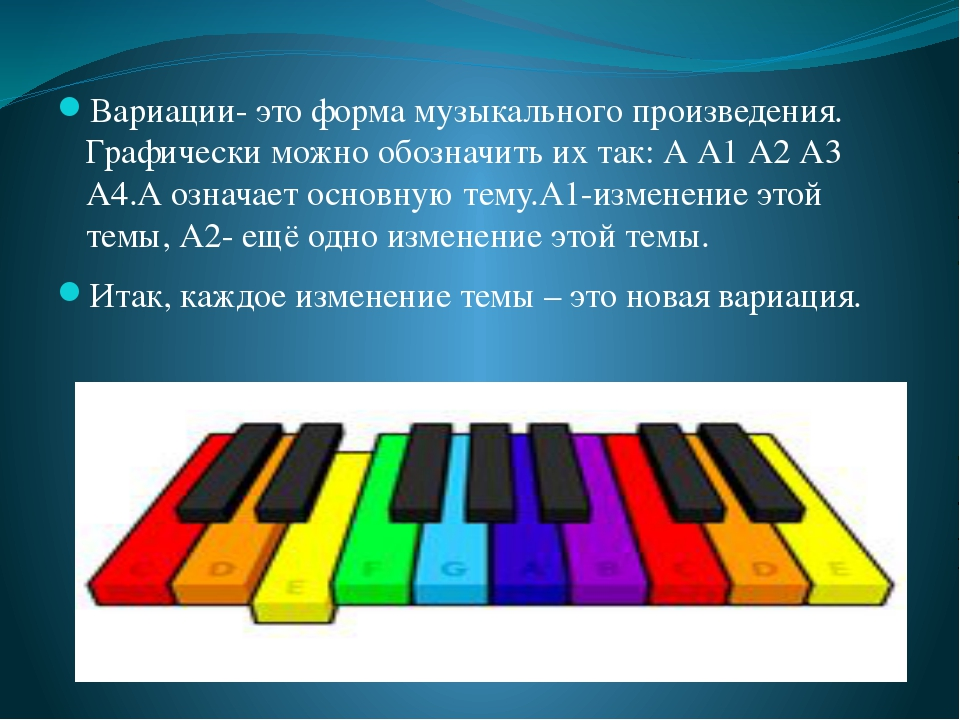 Вариации- это форма музыкального произведения.
Графически можно обозначить их так: А А1 А2 А3
А4.А означает основную тему.А1-изменение этой
темы, А2- ещё одно изменение этой темы.
Итак, каждое изменение темы – это новая вариация.
C D E F G A B C D E